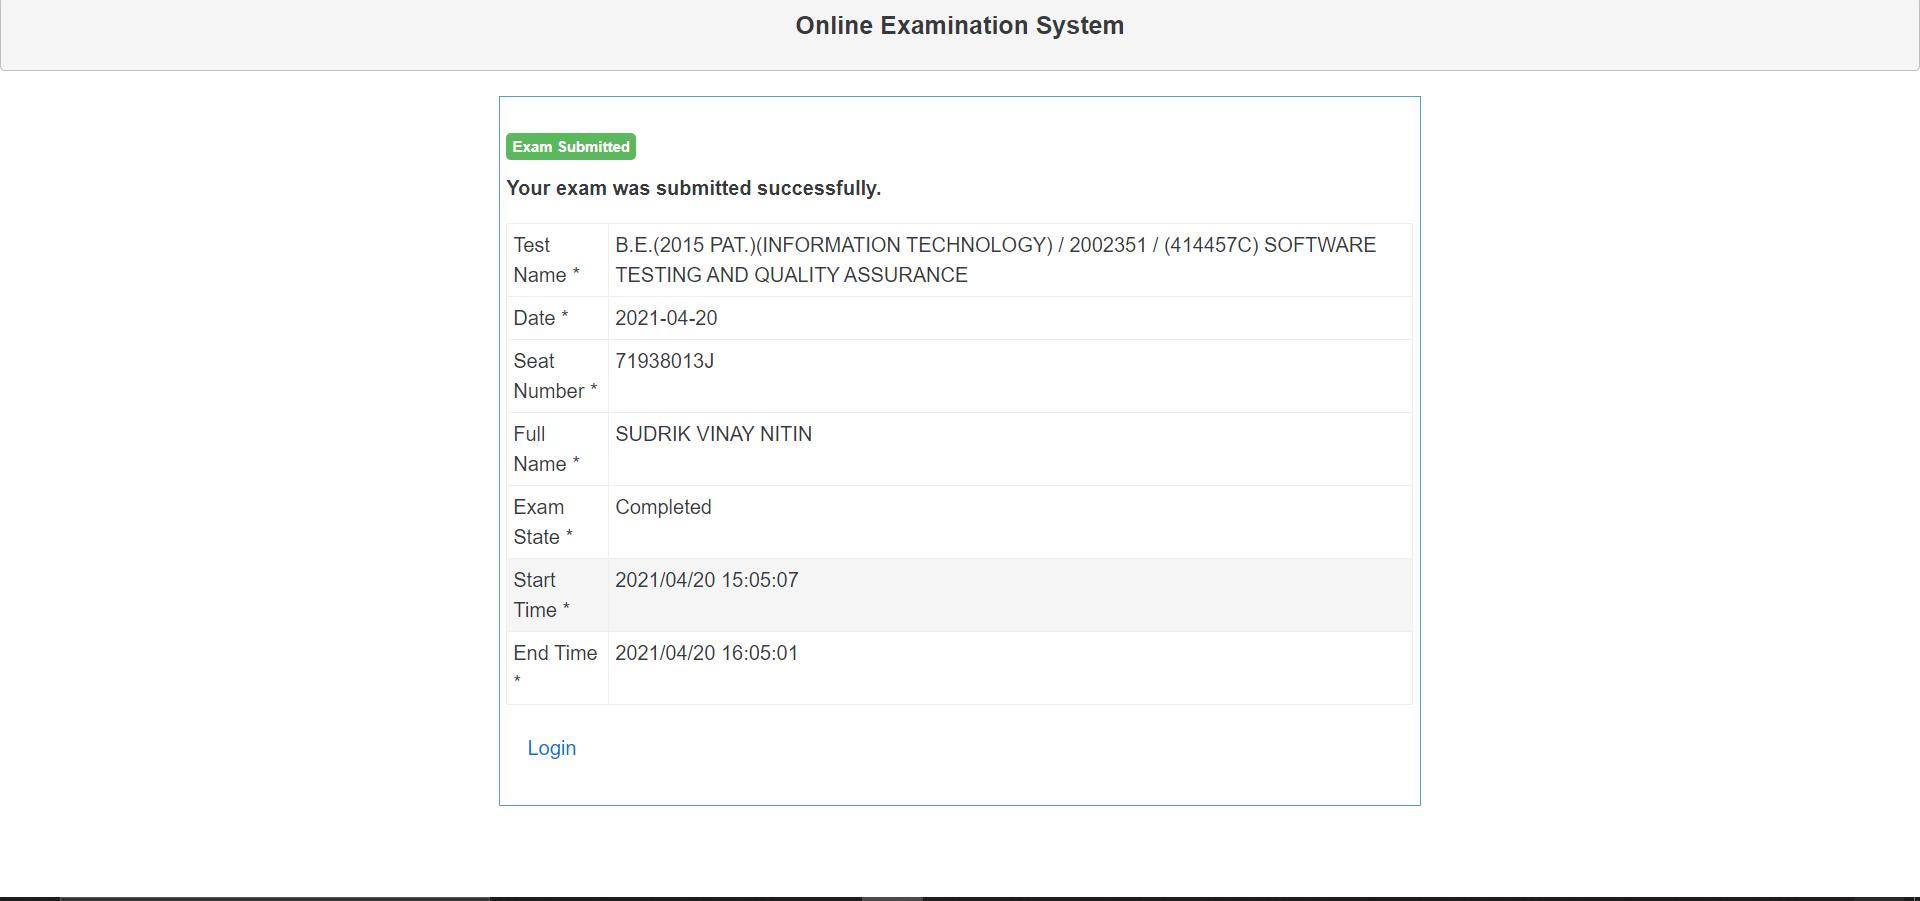 Online Examination System
Exam Submitted
Your exam was submitted successfully.
Test Name * B.E.(2015 PAT.)(INFORMATION TECHNOLOGY) / 2002351 / (414457C) SOFTWARE TESTING AND QUALITY ASSURANCE
Date * 2021-04-20
Seat Number * 71938013J
Full Name * SUDRIK VINAY NITIN
Exam State * Completed
Start Time * 2021/04/20 15:05:07
End Time * 2021/04/20 16:05:01
Login